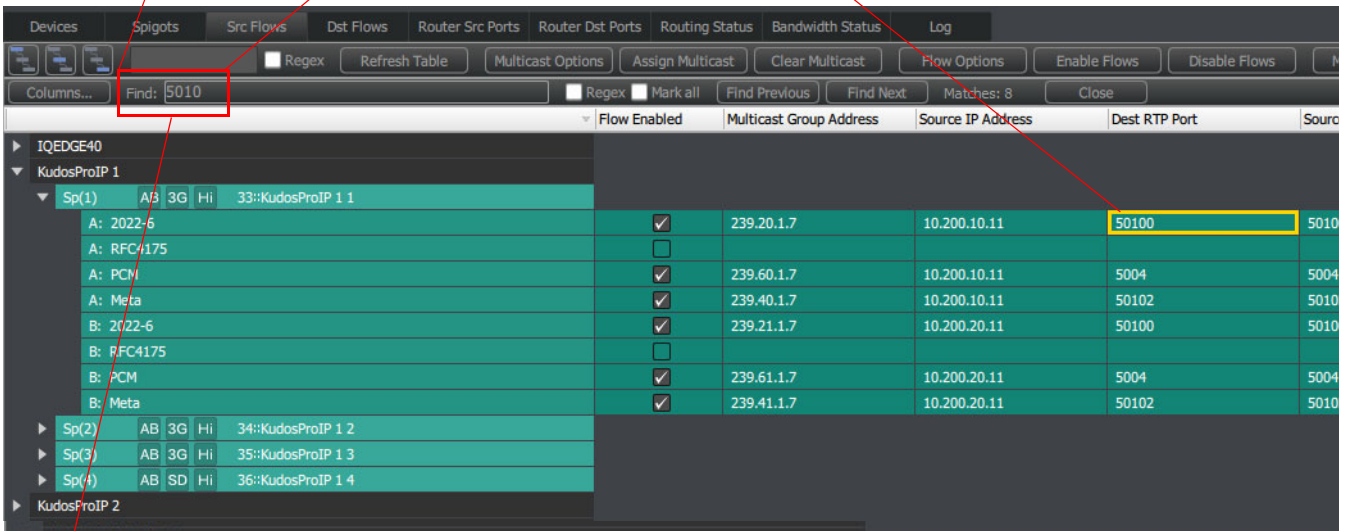 Devices Spigots Src Flows Dst Flows Router Src Ports Router Dst Ports Routing Status Bandwidth Status Log
Regex Refresh Table Multicast Options Assign Multicast Clear Multicast Flow Options Enable Flows Disable Flows M
Columns... Find: 5010 Regex Mark all Find Previous Find Next Matches: 8 Close
Flow Enabled Multicast Group Address Source IP Address Dest RTP Port Sourc
IQEDGE40
KudosProIP 1
Sp(1) AB 3G Hi 33::KudosProIP 1 1
A: 2022-6 239.20.1.7 10.200.10.11 50100 5010
A: RFC4175
A: PCM 239.60.1.7 10.200.10.11 5004 5004
A: Meta 239.40.1.7 10.200.10.11 50102 5010
B: 2022-6 239.21.1.7 10.200.20.11 50100 5010
B: RFC4175
B: PCM 239.61.1.7 10.200.20.11 5004 5004
B: Meta 239.41.1.7 10.200.20.11 50102 5010
Sp(2) AB 3G Hi 34::KudosProIP 1 2
Sp(3) AB 3G Hi 35::KudosProIP 1 3
Sp(4) AB SD Hi 36::KudosProIP 1 4
KudosProIP 2